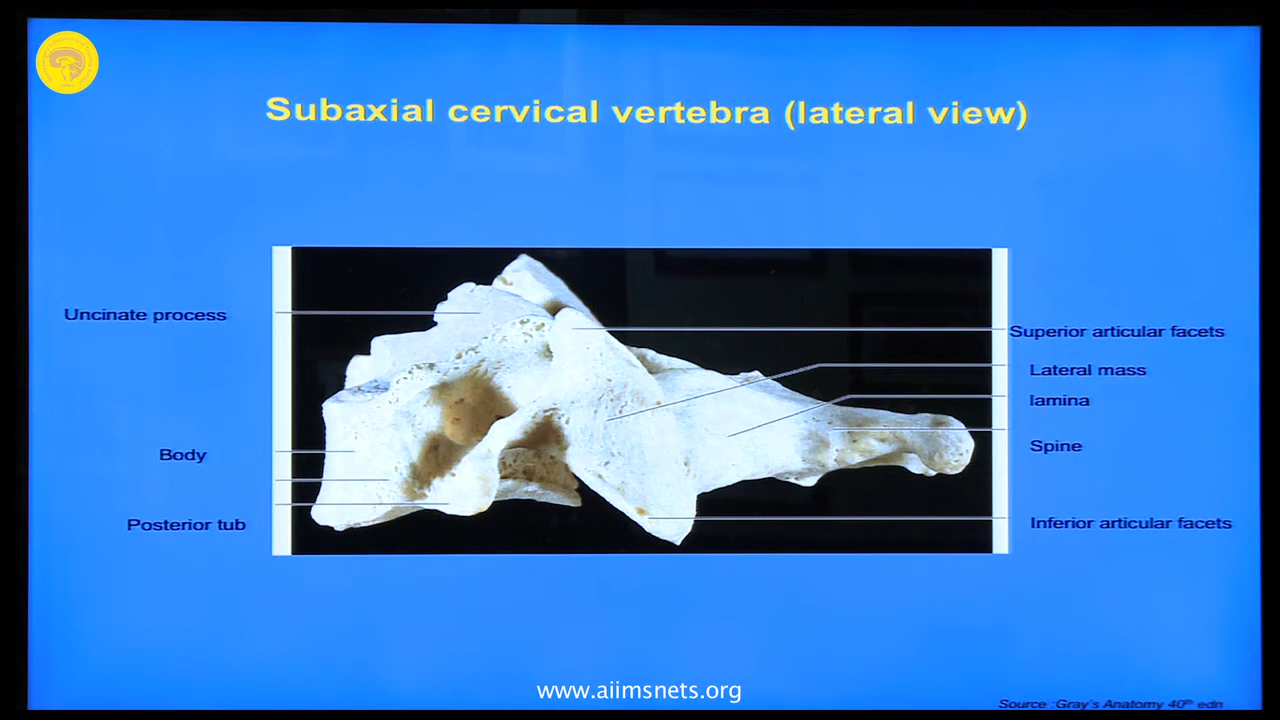 Subaxial cervical vertebra (lateral view)
Uncinate process
Superior articular facets
Lateral mass
lamina
Body
Spine
Posterior tub
Inferior articular facets
www.aiimsnets.org
Source :Gray's Anatomy 40th edn